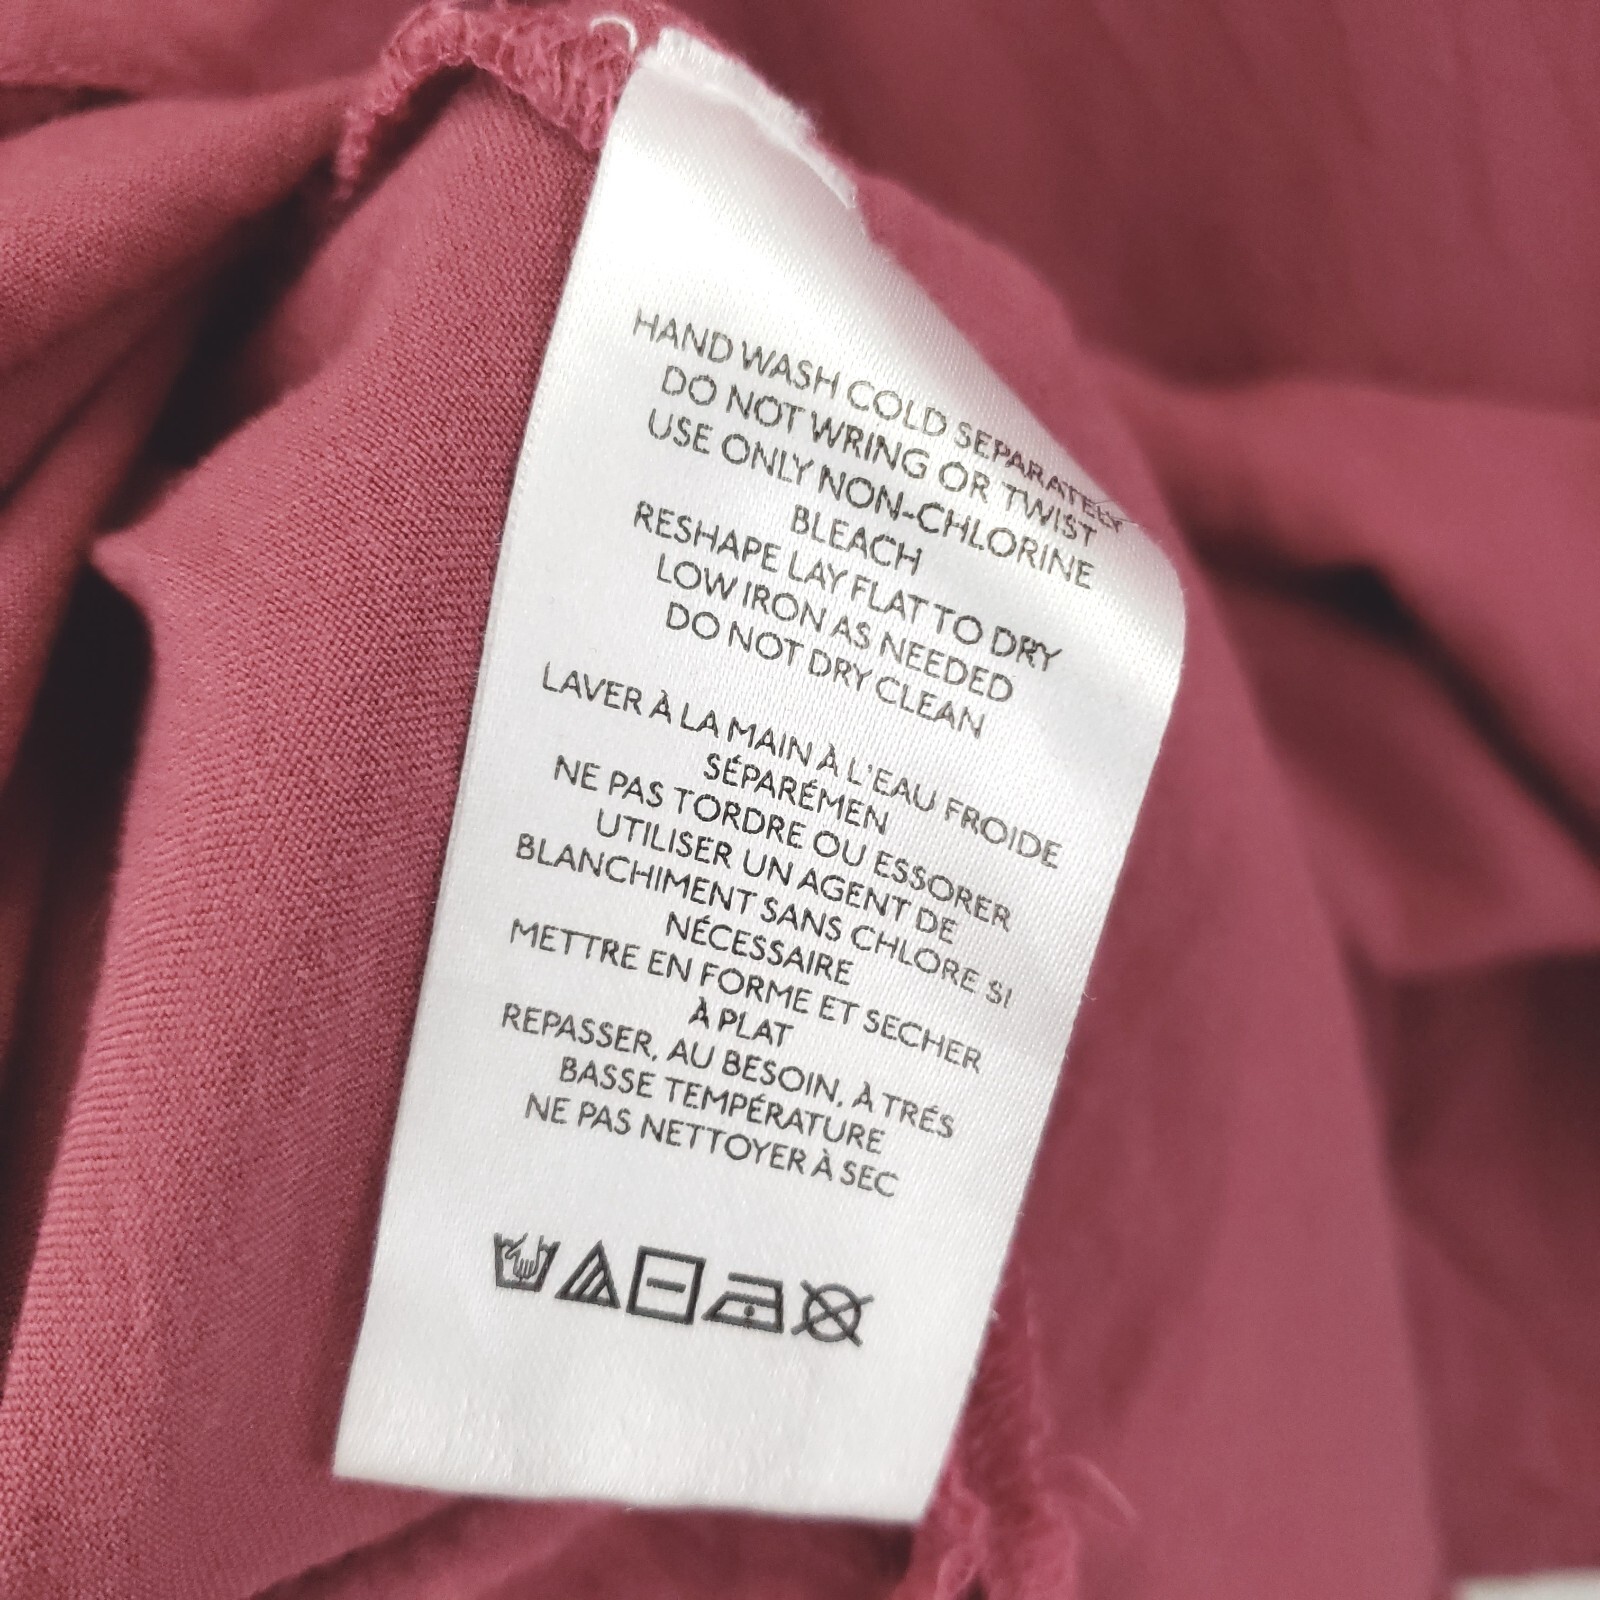 HAND WASH COLD SEPARATELY
DO NOT WRING OR TWIST
USE ONLY NON-CHLORINE
BLEACH
RESHAPE LAY FLAT TO DRY
LOW IRON AS NEEDED
DO NOT DRY CLEAN
LAVER À LA MAIN À L'EAU FROIDE
SÉPARÉMEN
NE PAS TORDRE OU ESSORER
UTILISER UN AGENT DE
BLANCHIMENT SANS CHLORE SI
NÉCESSAIRE
METTRE EN FORME ET SECHER
À PLAT
REPASSER, AU BESOIN, À TRÉS
BASSE TEMPÉRATURE
NE PAS NETTOYER À SEC